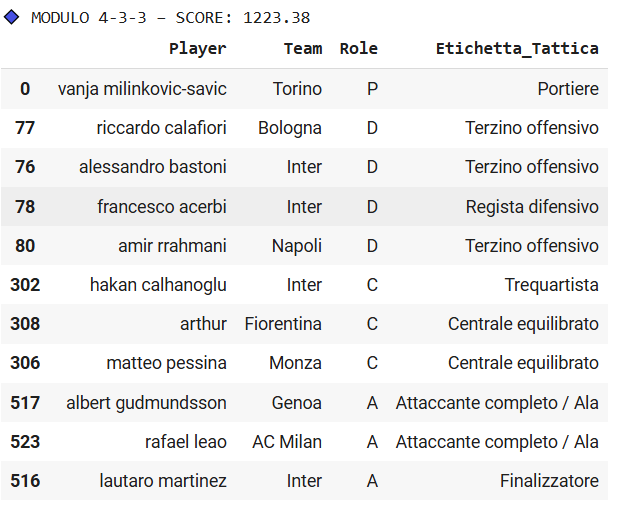 MODULO 4-3-3 – SCORE: 1223.38
Player Team Role Etichetta_Tattica
0 vanja milinkovic-savic Torino P Portiere
77 riccardo calafiori Bologna D Terzino offensivo
76 alessandro bastoni Inter D Terzino offensivo
78 francesco acerbi Inter D Regista difensivo
80 amir rrahmani Napoli D Terzino offensivo
302 hakan calhanoglu Inter C Trequartista
308 arthur Fiorentina C Centrale equilibrato
306 matteo pessina Monza C Centrale equilibrato
517 albert gudmundsson Genoa A Attaccante completo / Ala
523 rafael leao AC Milan A Attaccante completo / Ala
516 lautaro martinez Inter A Finalizzatore